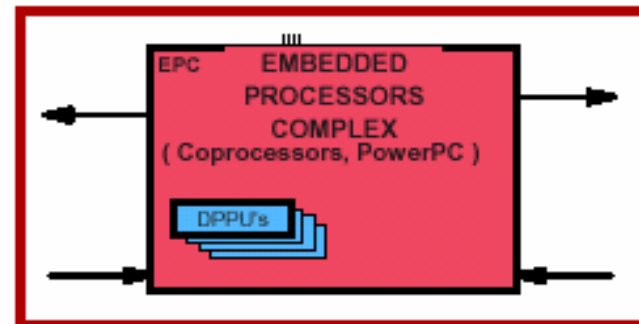 EPC
EMBEDDED
PROCESSORS
COMPLEX
( Coprocessors, PowerPC )
DPPU's